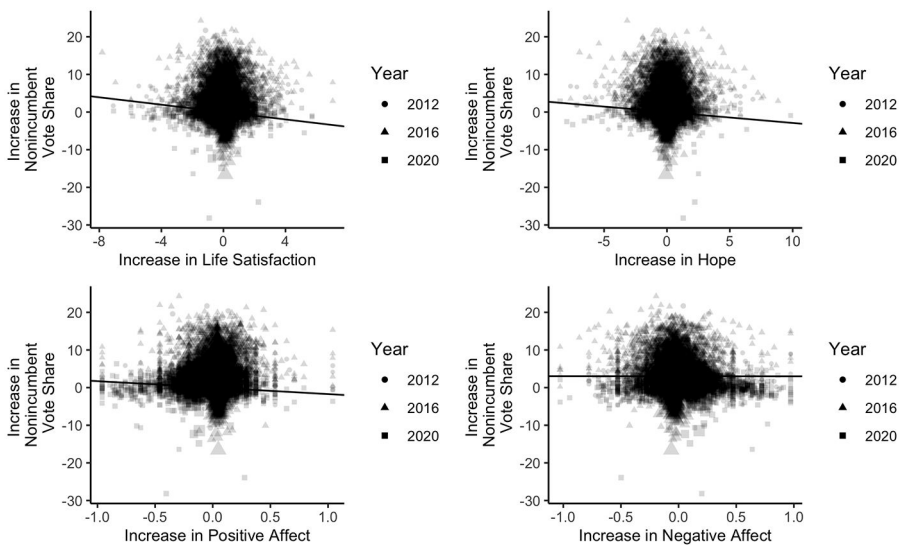 Increase in
Nonincumbent
Vote Share
20
10
0
-10
-20
-30
-8
-4
0
4
Increase in Life Satisfaction
Year
2012
2016
2020
Increase in
Nonincumbent
Vote Share
20
10
0
-10
-20
-30
-5
0
5
10
Increase in Hope
Year
2012
2016
2020
Increase in
Nonincumbent
Vote Share
20
10
0
-10
-20
-30
-1.0
-0.5
0.0
0.5
1.0
Increase in Positive Affect
Year
2012
2016
2020
Increase in
Nonincumbent
Vote Share
20
10
0
-10
-20
-30
-1.0
-0.5
0.0
0.5
1.0
Increase in Negative Affect
Year
2012
2016
2020